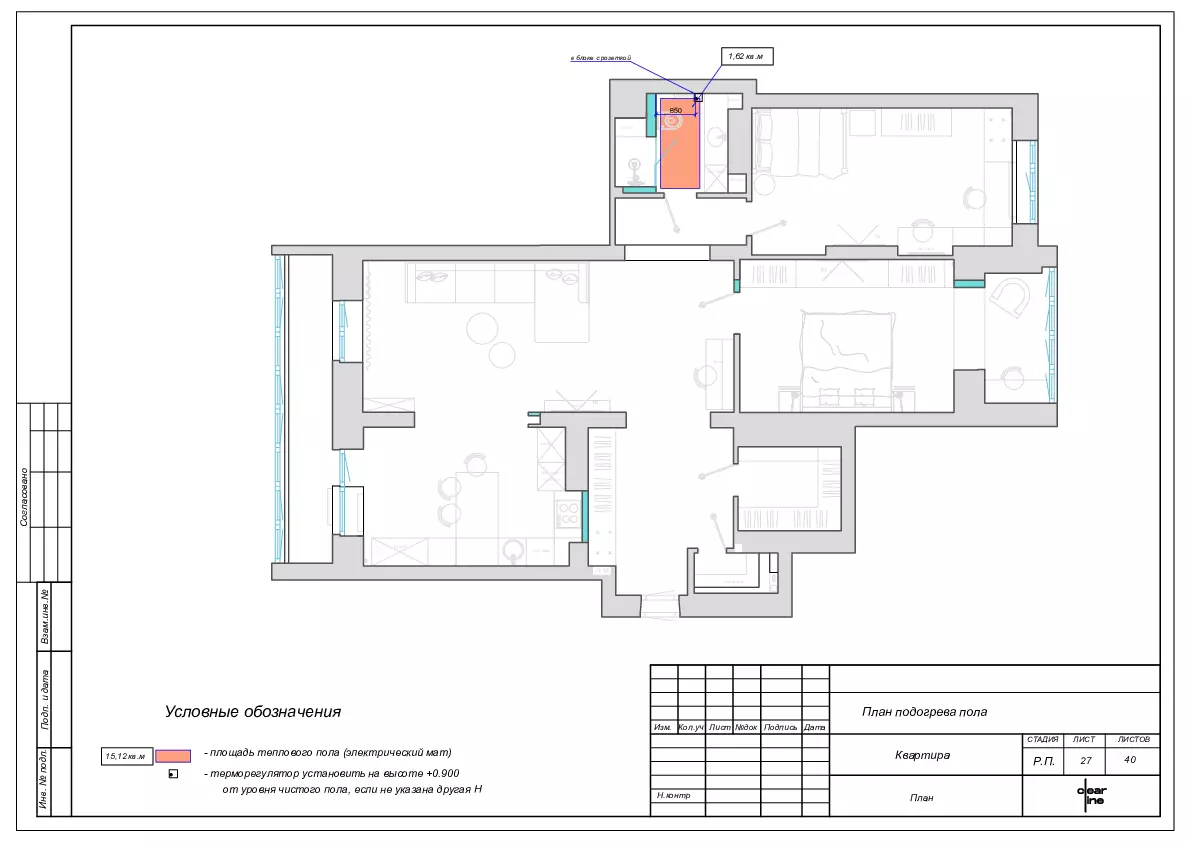 в блоке с розеткой
1,62 кв.м
850
Согласовано
Взам.инв.№
Подп. и дата
Инв. № подл.
Условные обозначения
15,12 кв.м
- площадь теплового пола (электрический мат)
- терморегулятор установить на высоте +0.900
от уровня чистого пола, если не указана другая H
Изм. Кол.уч Лист №док Подпись Дата
Н.контр
План подогрева пола
Квартира
СТАДИЯ ЛИСТ ЛИСТОВ
Р.П. 27 40
План
clear
line